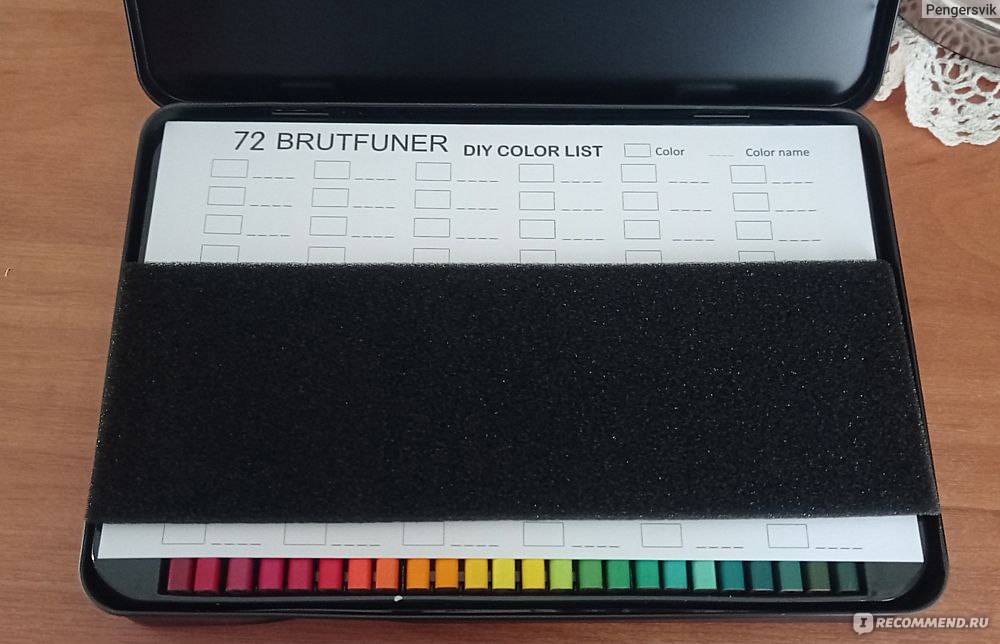 Pengersvik
72 BRUTFUNER DIY COLOR LIST Color Color name
IRECOMMEND.RU